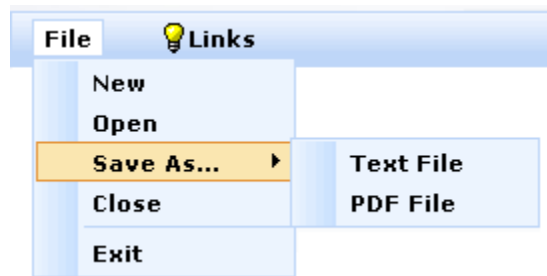 File Links
New
Open
Save As... Text File
Close PDF File
Exit